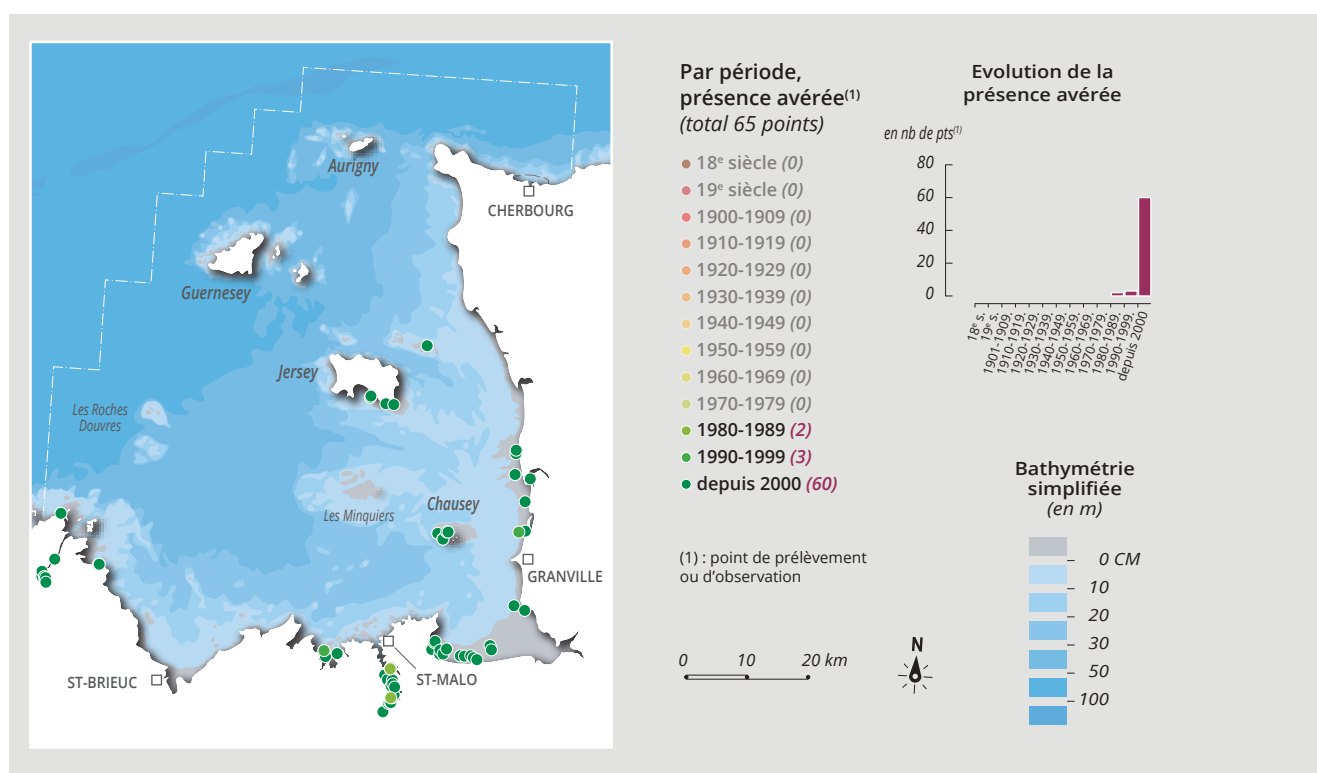 Aurigny
CHERBOURG
Guernesey
Jersey
Les Roches
Douvres
Chausey
Les Minquiers
GRANVILLE
ST-MALO
ST-BRIEUC
Par période,
présence avérée(1)
(total 65 points)
18e siècle (0)
19e siècle (0)
1900-1909 (0)
1910-1919 (0)
1920-1929 (0)
1930-1939 (0)
1940-1949 (0)
1950-1959 (0)
1960-1969 (0)
1970-1979 (0)
1980-1989 (2)
1990-1999 (3)
depuis 2000 (60)
(1) : point de prélèvement
ou d'observation
0 10 20 km
N
Evolution de la
présence avérée
en nb de pts(1)
80
60
40
20
0
18e s.
19e s.
1901-1909.
1910-1919.
1920-1929.
1930-1939.
1940-1949.
1950-1959.
1960-1969.
1970-1979.
1980-1989.
1990-1999.
depuis 2000
Bathymétrie
simplifiée
(en m)
0 CM
10
20
30
50
100